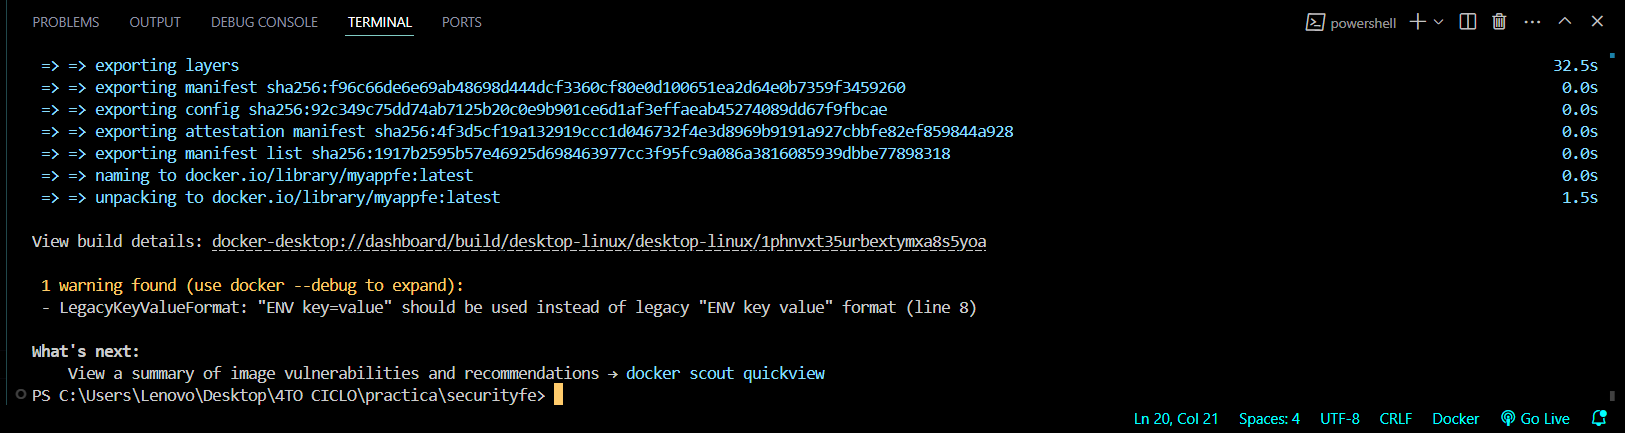 PROBLEMS OUTPUT DEBUG CONSOLE TERMINAL PORTS powershell
=> => exporting layers 32.5s
=> => exporting manifest sha256:f96c66de6e69ab48698d444dcf3360cf80e0d100651ea2d64e0b7359f3459260 0.0s
=> => exporting config sha256:92c349c75dd74ab7125b20c0e9b901ce6d1af3effaeab45274089dd67f9fbcae 0.0s
=> => exporting attestation manifest sha256:4f3d5cf19a132919ccc1d046732f4e3d8969b9191a927cbbfe82ef859844a928 0.0s
=> => exporting manifest list sha256:1917b2595b57e46925d698463977cc3f95fc9a086a3816085939dbbe77898318 0.0s
=> => naming to docker.io/library/myappfe:latest 0.0s
=> => unpacking to docker.io/library/myappfe:latest 1.5s
View build details: docker-desktop://dashboard/build/desktop-linux/desktop-linux/1phnvxt35urbextymxa8s5yoa
1 warning found (use docker --debug to expand):
- LegacyKeyValueFormat: "ENV key=value" should be used instead of legacy "ENV key value" format (line 8)
What's next:
View a summary of image vulnerabilities and recommendations → docker scout quickview
PS C:\Users\Lenovo\Desktop\4TO CICLO\practica\securityfe>
Ln 20, Col 21 Spaces: 4 UTF-8 CRLF Docker Go Live